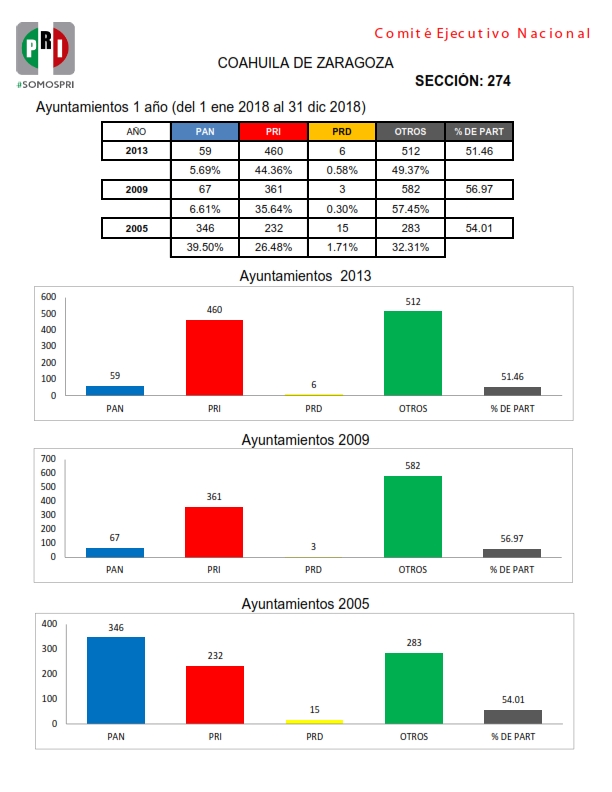 Comité Ejecutivo Nacional
PRI
#SOMOSPRI
COAHUILA DE ZARAGOZA
SECCIÓN: 274
Ayuntamientos 1 año (del 1 ene 2018 al 31 dic 2018)
AÑO PAN PRI PRD OTROS % DE PART
2013 59 460 6 512 51.46
5.69% 44.36% 0.58% 49.37%
2009 67 361 3 582 56.97
6.61% 35.64% 0.30% 57.45%
2005 346 232 15 283 54.01
39.50% 26.48% 1.71% 32.31%
Ayuntamientos 2013
600
500
400
300
200
100
0
59
460
6
512
51.46
PAN PRI PRD OTROS % DE PART
Ayuntamientos 2009
700
600
500
400
300
200
100
0
67
361
3
582
56.97
PAN PRI PRD OTROS % DE PART
Ayuntamientos 2005
400
300
200
100
0
346
232
15
283
54.01
PAN PRI PRD OTROS % DE PART